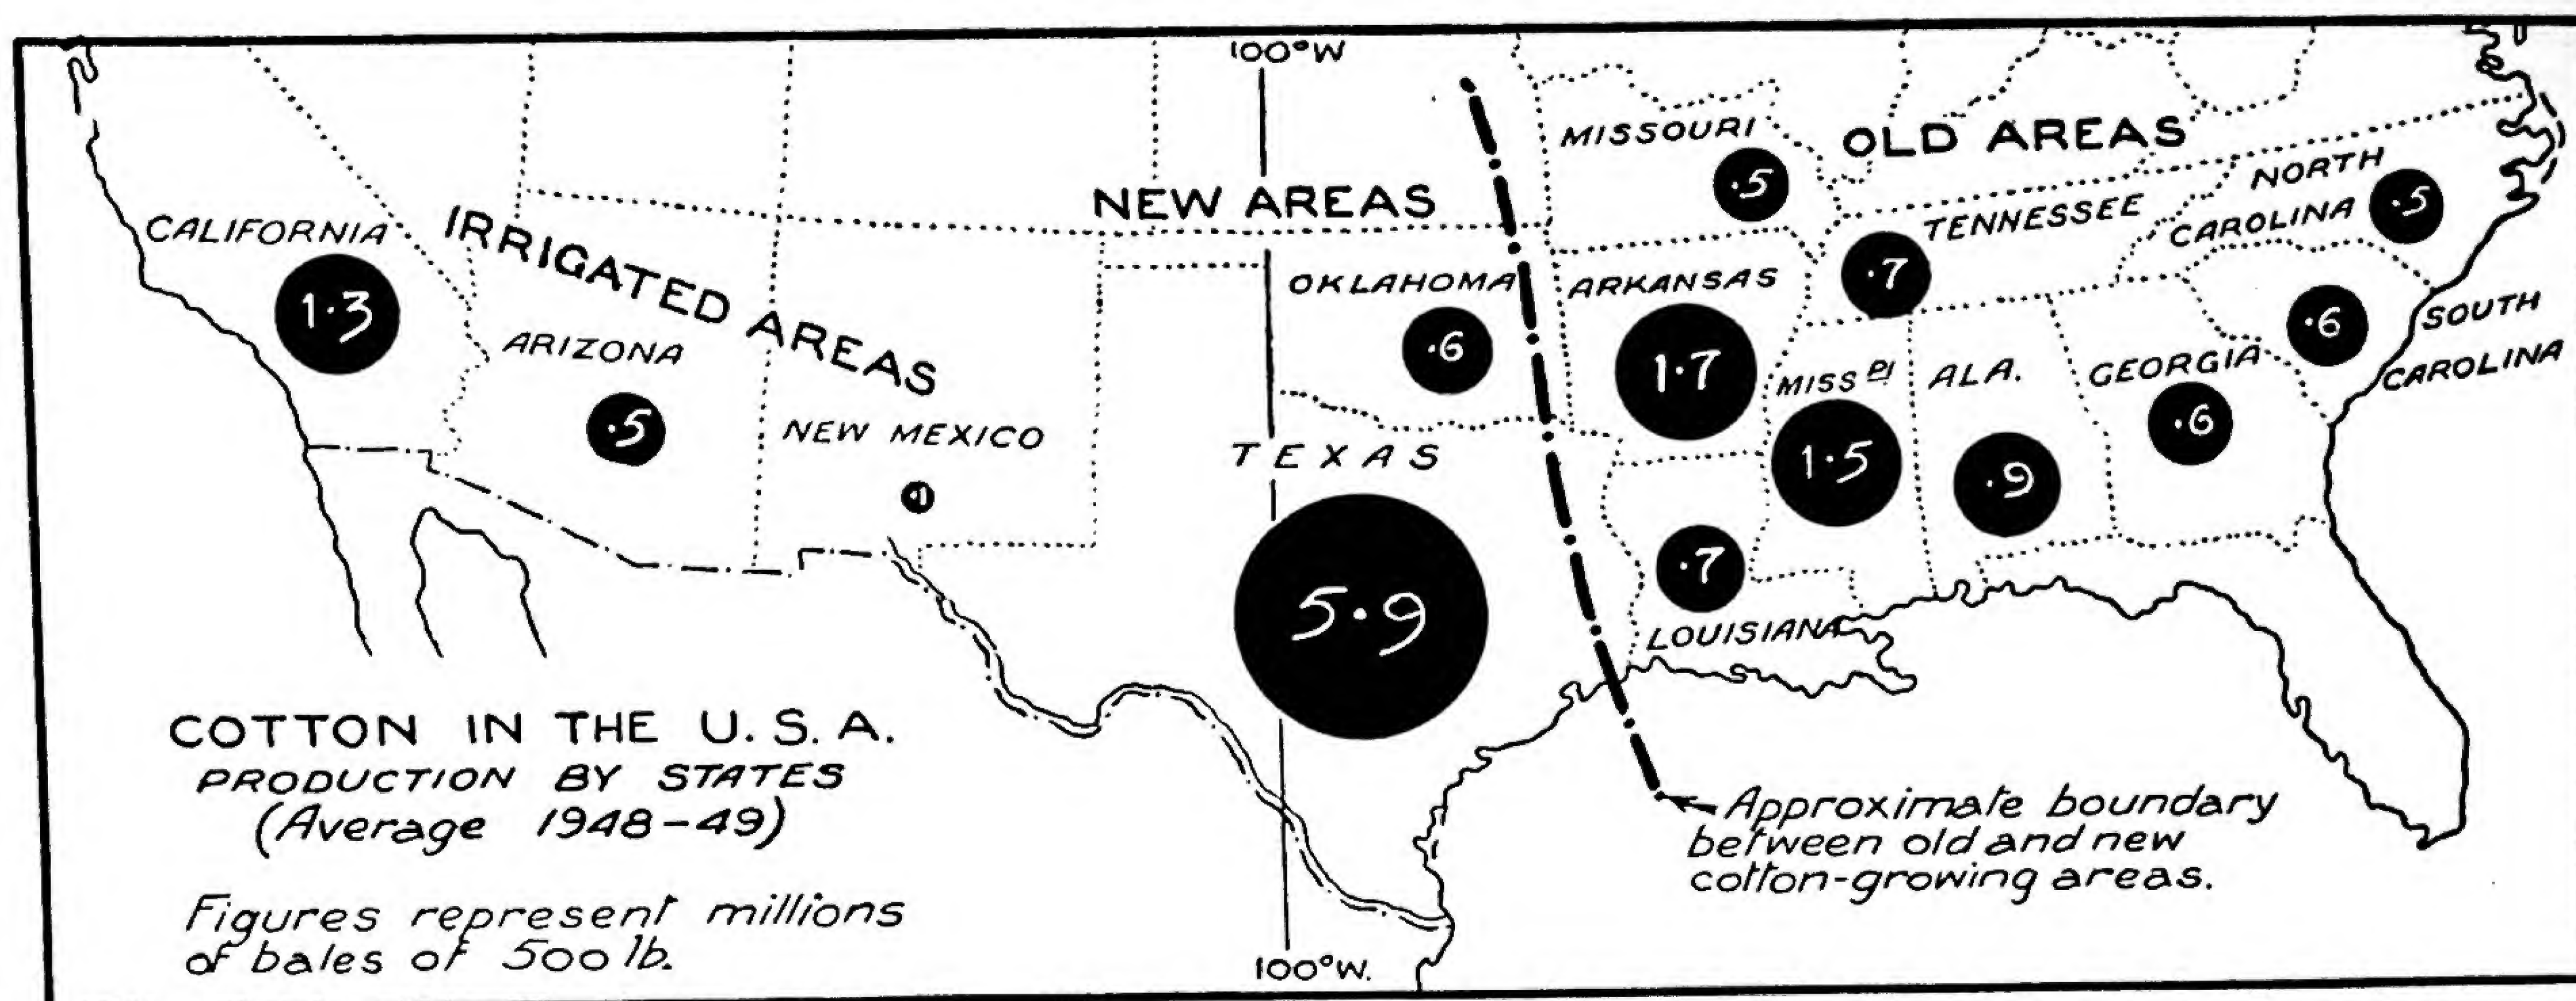 100°W
MISSOURI
OLD AREAS
·5
NORTH
CAROLINA
·5
NEW AREAS
TENNESSEE
·7
CALIFORNIA
1·3
IRRIGATED AREAS
ARIZONA
·5
NEW MEXICO
·1
OKLAHOMA
·6
ARKANSAS
1·7
MISSPI
1·5
ALA.
·9
GEORGIA
·6
·6
SOUTH
CAROLINA
TEXAS
5·9
·7
LOUISIANA
COTTON IN THE U.S.A.
PRODUCTION BY STATES
(Average 1948-49)
Figures represent millions
of bales of 500 lb.
Approximate boundary
between old and new
cotton-growing areas.
100°W.